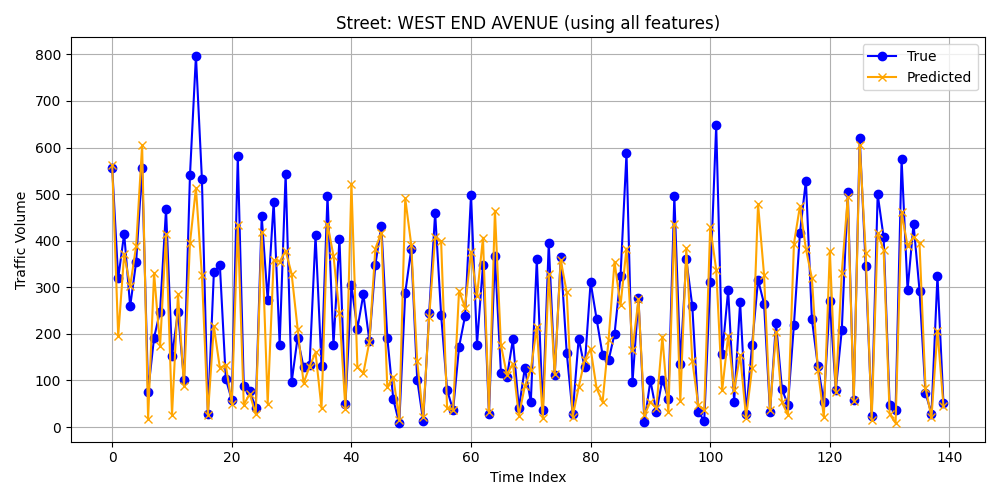 Street: WEST END AVENUE (using all features)
True
Predicted
Traffic Volume
800
700
600
500
400
300
200
100
0
0 20 40 60 80 100 120 140
Time Index